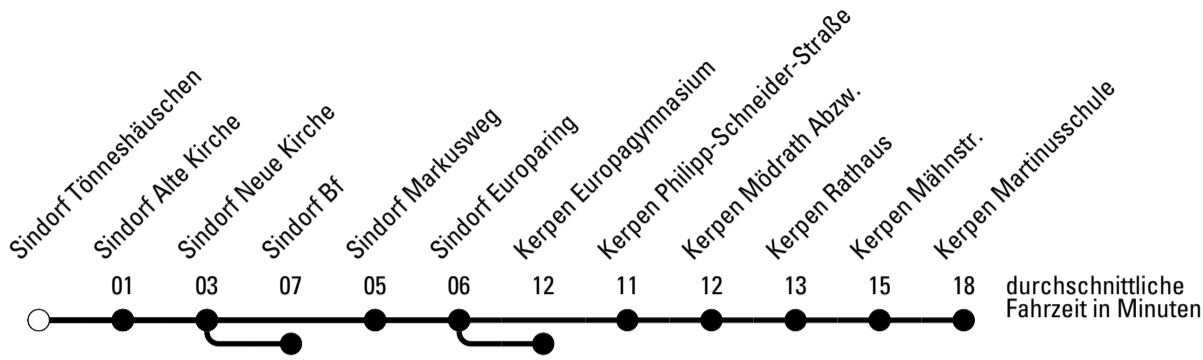 Sindorf Tönneshäuschen
Sindorf Alte Kirche
Sindorf Neue Kirche
Sindorf Bf
Sindorf Markusweg
Sindorf Europaring
Kerpen Europagymnasium
Kerpen Philipp-Schneider-Straße
Kerpen Mödrath Abzw.
Kerpen Rathaus
Kerpen Mähnstr.
Kerpen Martinusschule
01 03 07 05 06 12 11 12 13 15 18
durchschnittliche
Fahrzeit in Minuten